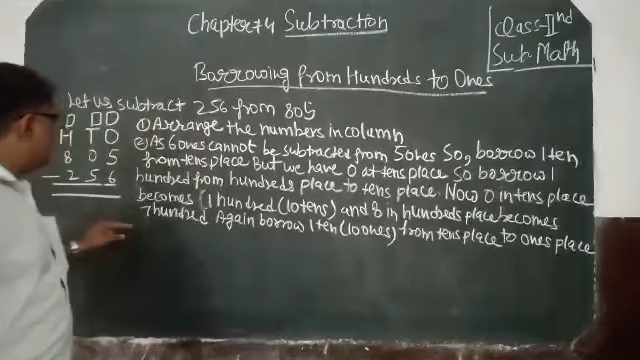 Chapter 4 Subtraction
Class-IInd
Sub-Math
Borrowing from Hundreds to Ones
Let us subtract 256 from 805
H T O
8 0 5
- 2 5 6
① Arrange the numbers in column
② As 6 ones cannot be subtracted from 5 ones So, borrow 1 ten
from tens place But we have 0 at tens place So borrow 1
hundred from hundreds place to tens place. Now 0 in tens place
becomes (1 hundred (10 tens) and 8 in hundreds place becomes
7 hundred Again borrow 1 ten (10 ones) from tens place to ones place